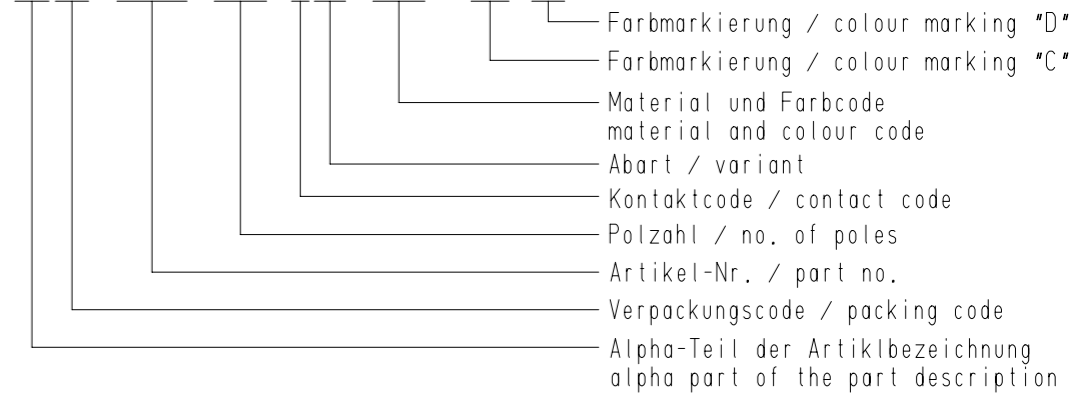 Farbmarkierung / colour marking "D"
Farbmarkierung / colour marking "C"
Material und Farbcode
material and colour code
Abart / variant
Kontaktcode / contact code
Polzahl / no. of poles
Artikel-Nr. / part no.
Verpackungscode / packing code
Alpha-Teil der Artiklbezeichnung
alpha part of the part description